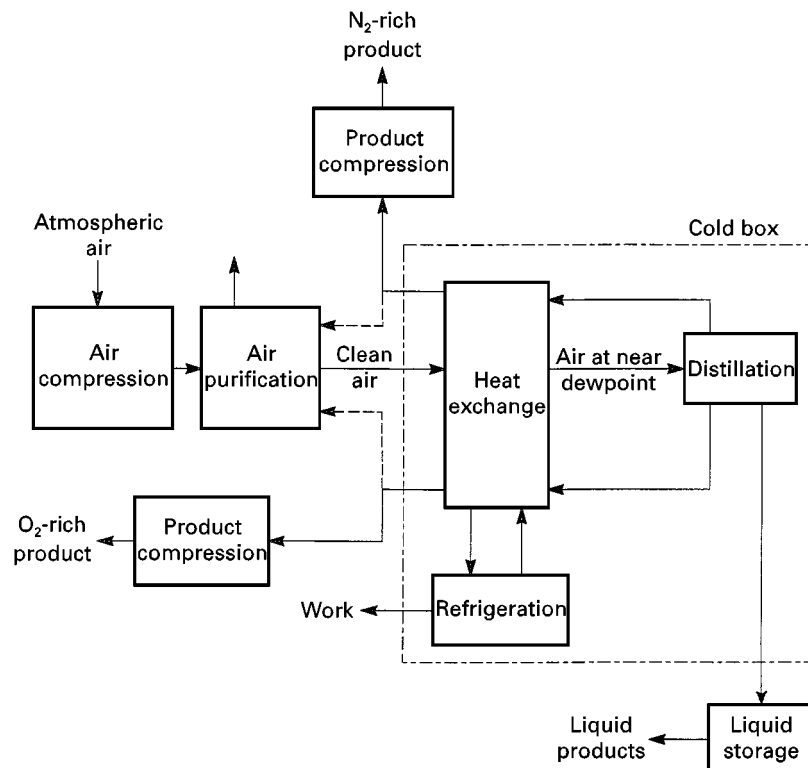 N₂-rich
product
Product
compression
Atmospheric
air
Cold box
Air
compression
Air
purification
Clean
air
Heat
exchange
Air at near
dewpoint
Distillation
O₂-rich
product
Product
compression
Work
Refrigeration
Liquid
products
Liquid
storage